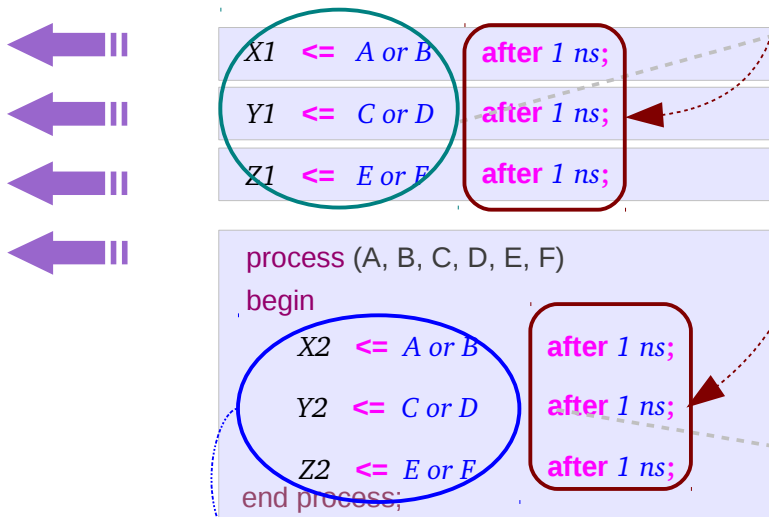 X1 <= A or B after 1 ns;
Y1 <= C or D after 1 ns;
Z1 <= E or F after 1 ns;
process (A, B, C, D, E, F)
begin
X2 <= A or B after 1 ns;
Y2 <= C or D after 1 ns;
Z2 <= E or F after 1 ns;
end process;